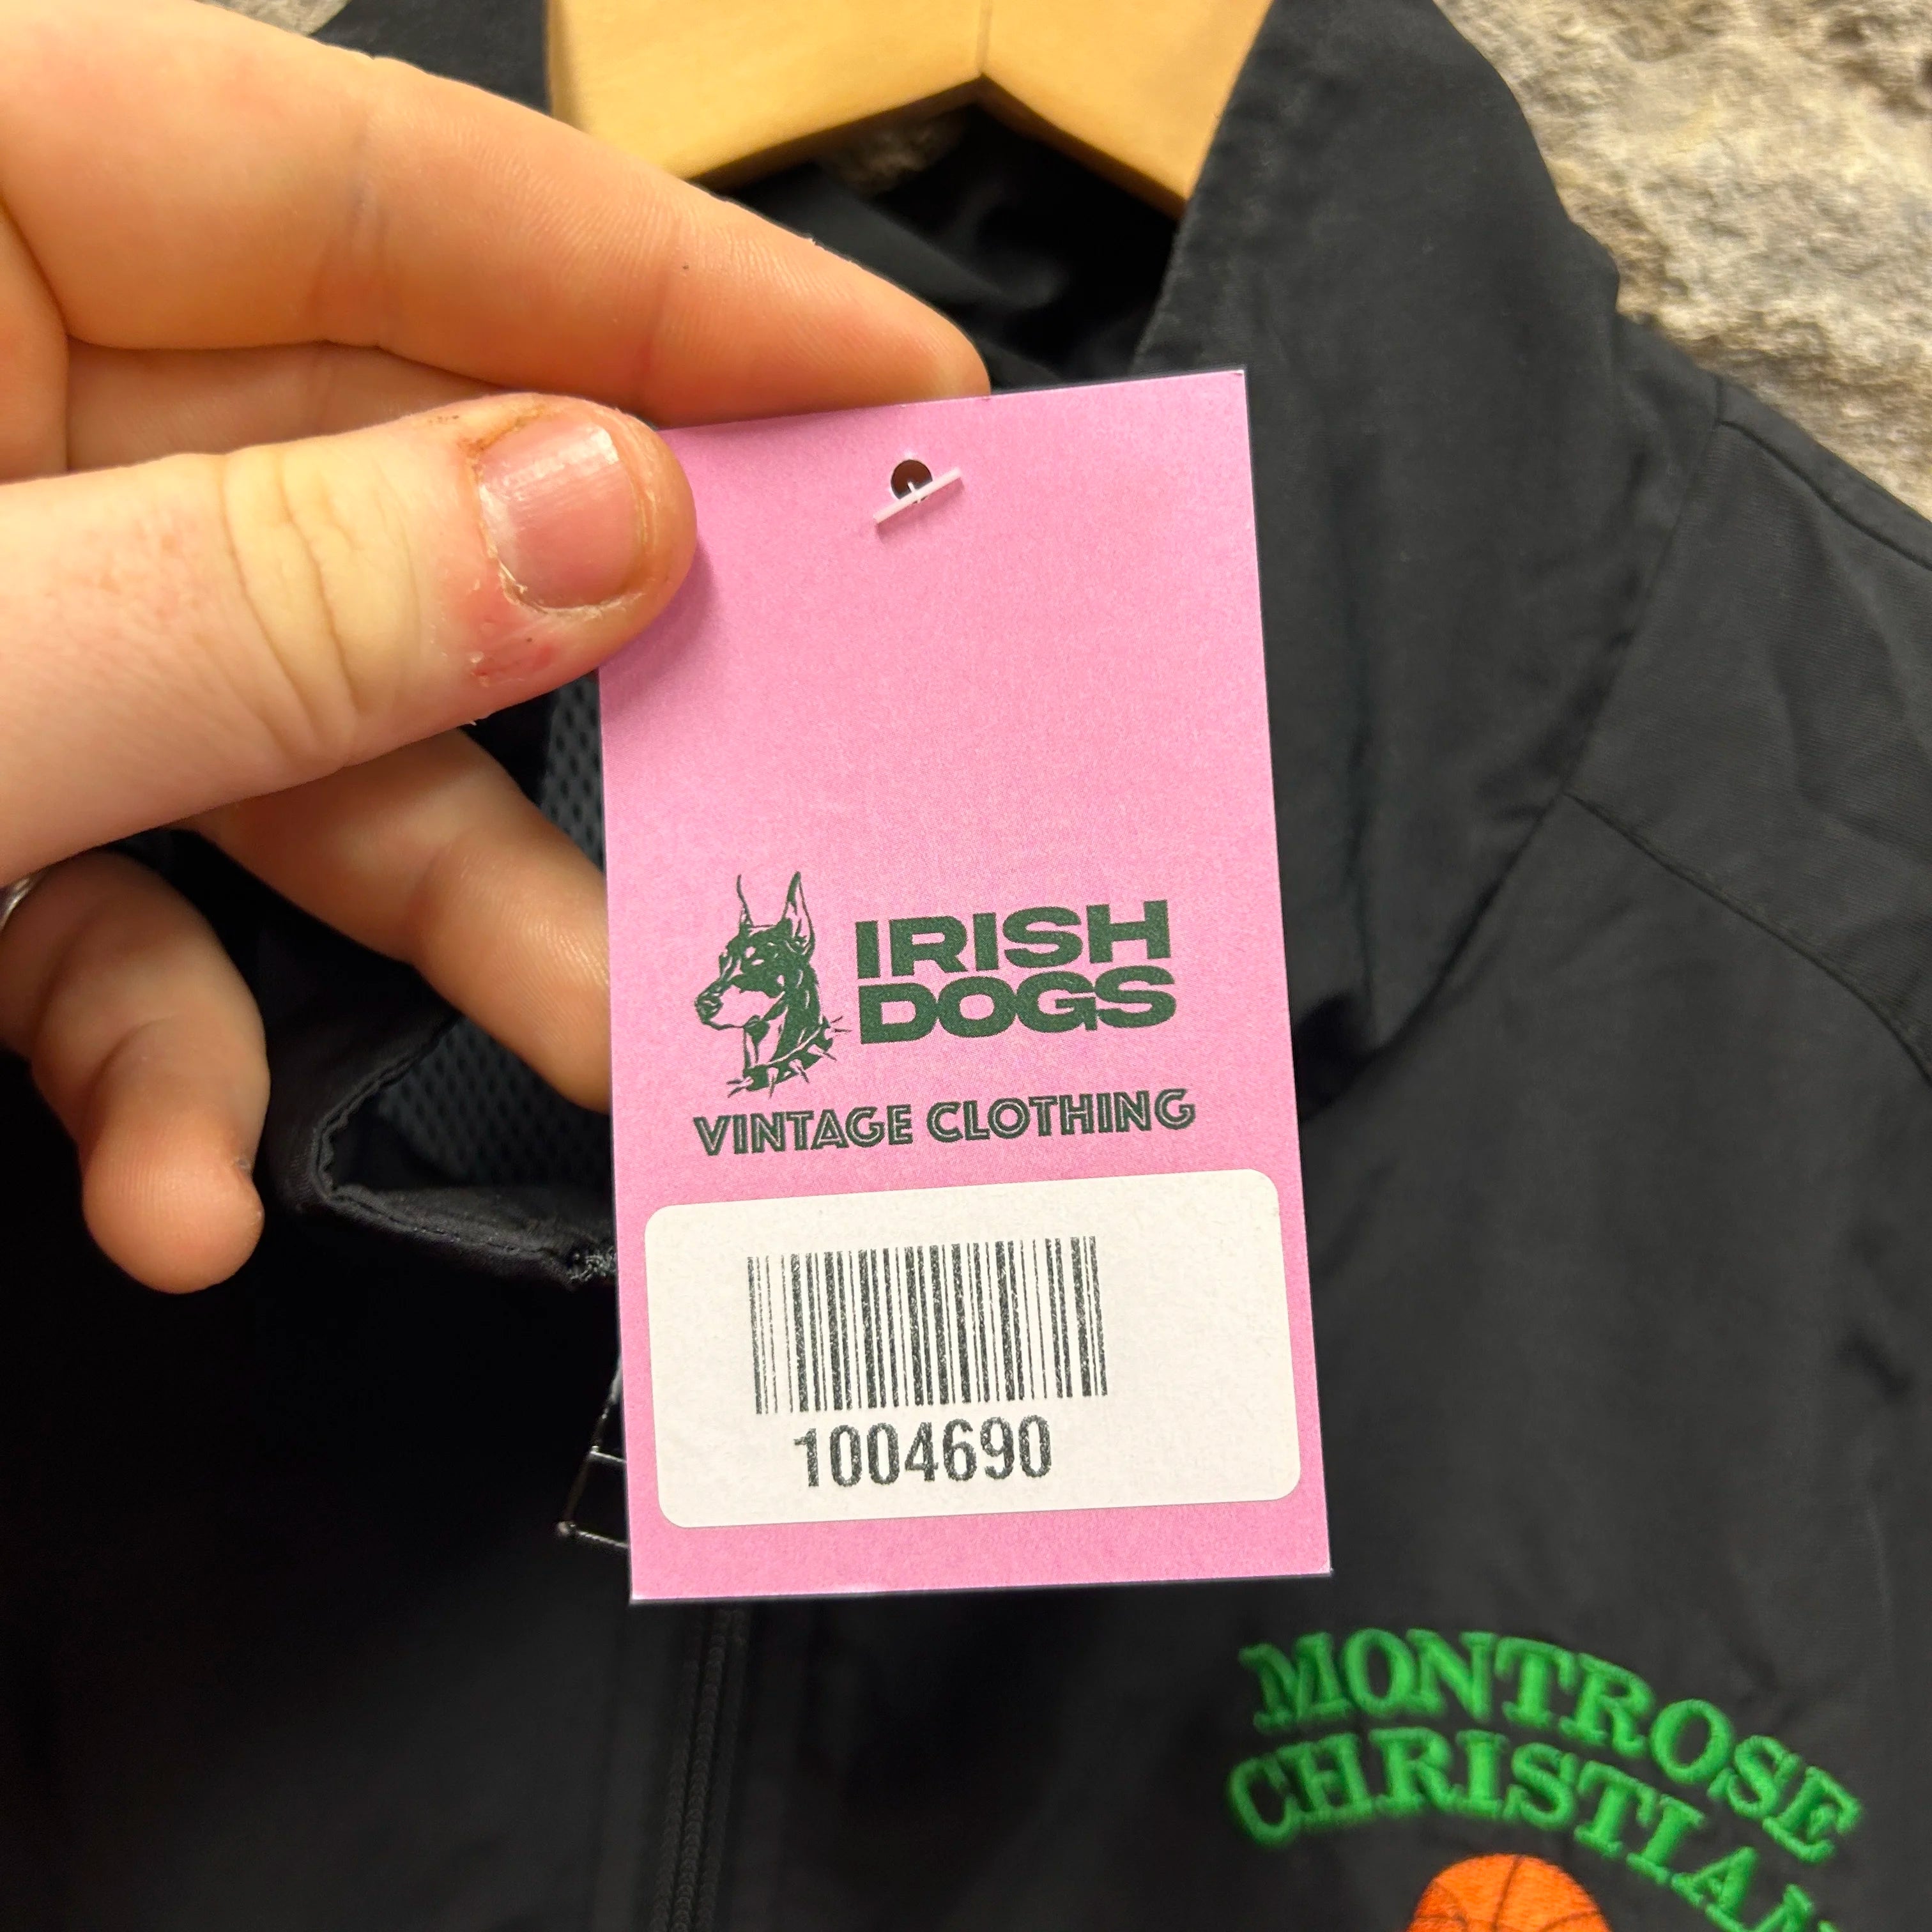 IRISH
DOGS
VINTAGE CLOTHING
1004690
MONTROSE
CHRISTIAN